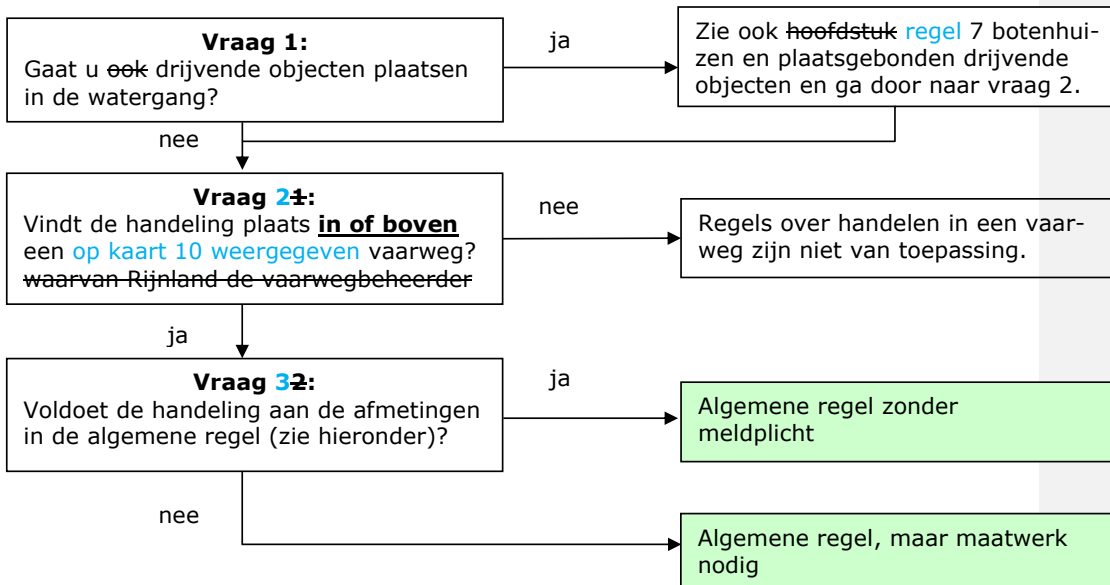 Vraag 1:
Gaat u ~~ook~~ drijvende objecten plaatsen
in de watergang?
ja
Zie ook ~~hoofdstuk~~ regel 7 botenhui-
zen en plaatsgebonden drijvende
objecten en ga door naar vraag 2.
nee
Vraag 2~~1~~:
Vindt de handeling plaats in of boven
een op kaart 10 weergegeven vaarweg?
~~waarvan Rijnland de vaarwegbeheerder~~
nee
Regels over handelen in een vaar-
weg zijn niet van toepassing.
ja
Vraag 3~~2~~:
Voldoet de handeling aan de afmetingen
in de algemene regel (zie hieronder)?
ja
Algemene regel zonder
meldplicht
nee
Algemene regel, maar maatwerk
nodig